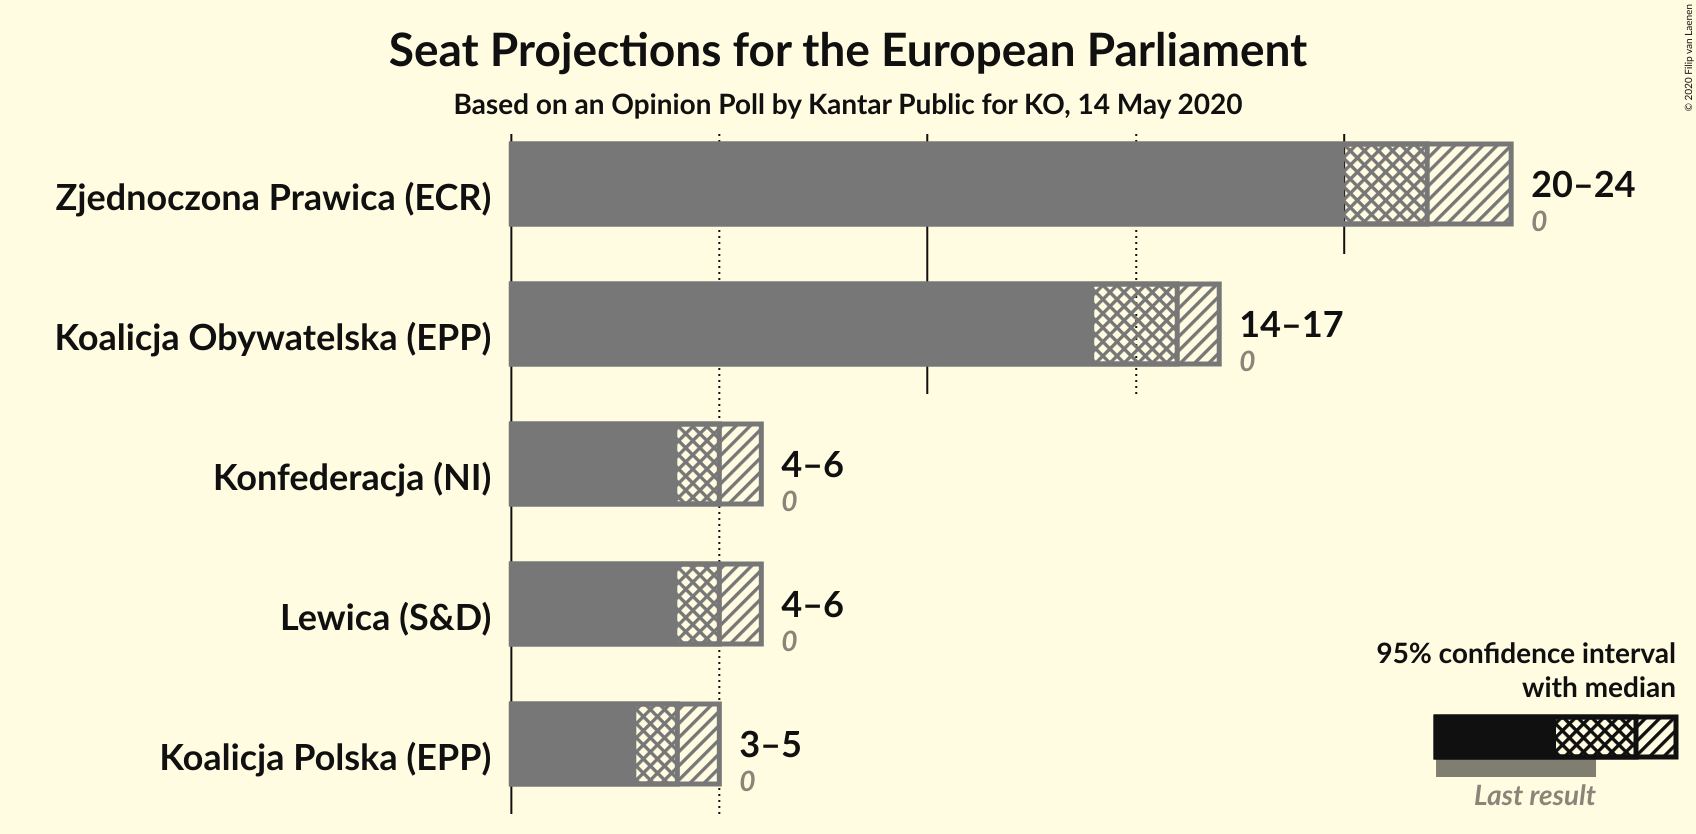 Seat Projections for the European Parliament
Based on an Opinion Poll by Kantar Public for KO, 14 May 2020
© 2020 Filip van Laenen
Zjednoczona Prawica (ECR)
20–24
0
Koalicja Obywatelska (EPP)
14–17
0
Konfederacja (NI)
4–6
0
Lewica (S&D)
4–6
0
Koalicja Polska (EPP)
3–5
0
95% confidence interval
with median
Last result